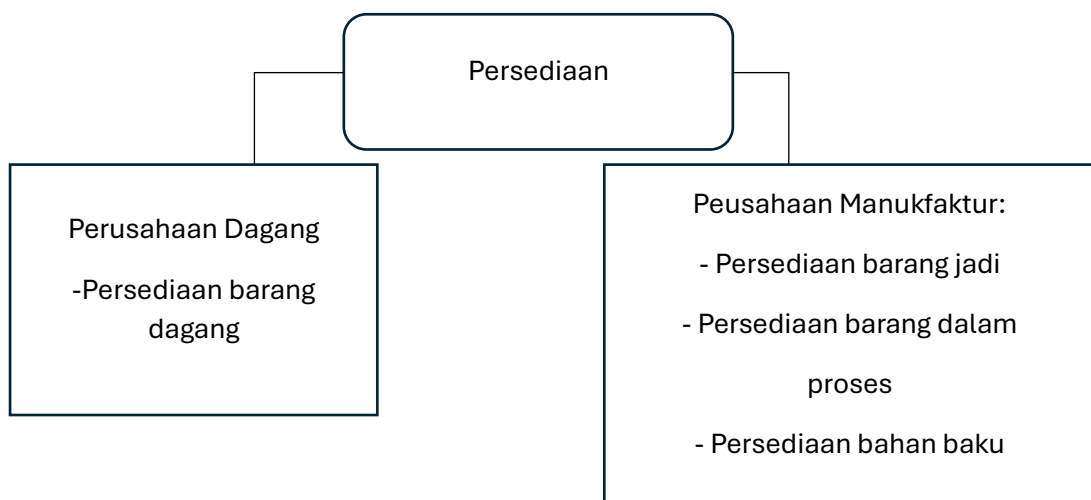 Persediaan
Perusahaan Dagang
-Persediaan barang
dagang
Peusahaan Manukfaktur:
- Persediaan barang jadi
- Persediaan barang dalam
proses
- Persediaan bahan baku